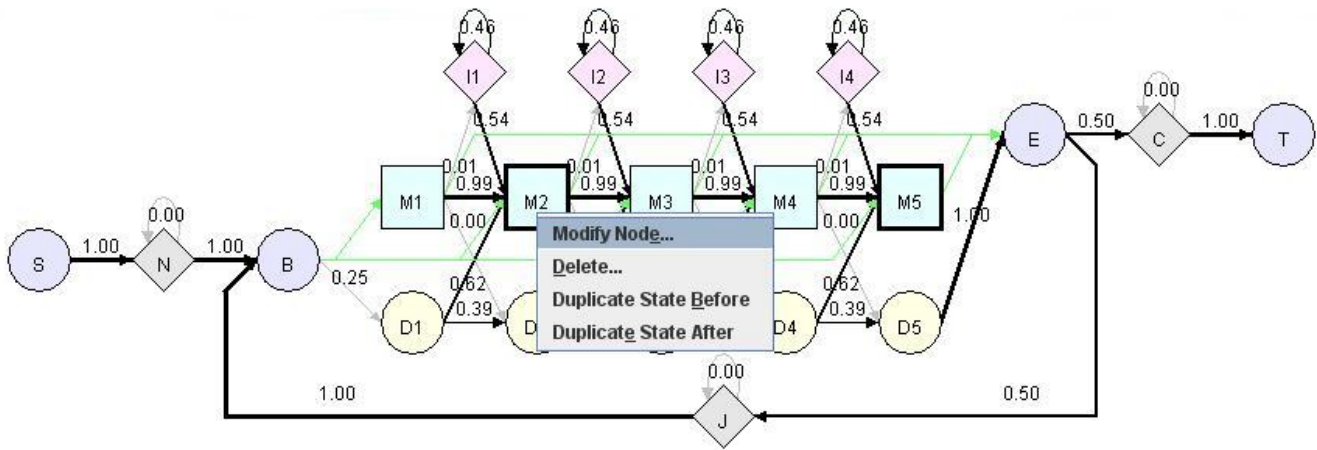 0.46 0.46 0.46 0.46
I1 I2 I3 I4
0.54 0.54 0.54 0.54
E 0.50 C 0.00 1.00 T
0.01 0.01 0.01 0.01
M1 0.99 M2 0.99 M3 0.99 M4 0.99 M5
0.00 0.00 1.00
S 1.00 N 0.00 1.00 B 0.25
Modify Node...
Delete...
Duplicate State Before
Duplicate State After
0.62 0.62
D1 0.39 D4 0.39 D5
0.00
1.00 J 0.50